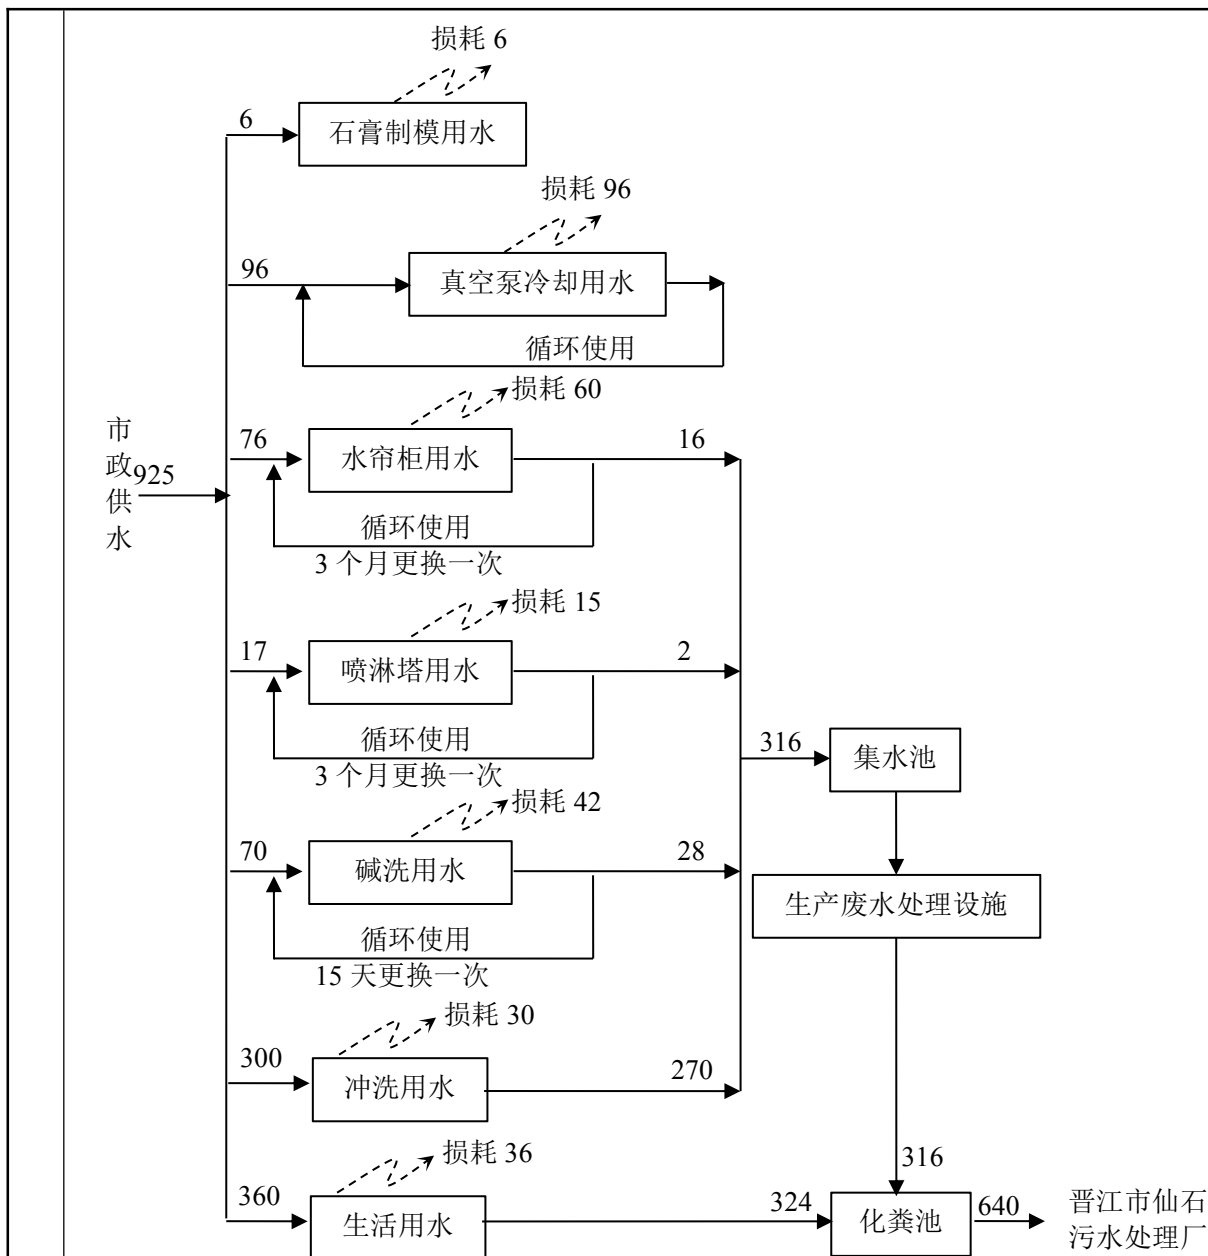 损耗 6
6
石膏制模用水
损耗 96
96
真空泵冷却用水
循环使用
损耗 60
76
水帘柜用水
16
循环使用
3 个月更换一次
市政供水
925
损耗 15
17
喷淋塔用水
2
循环使用
3 个月更换一次
316
集水池
损耗 42
70
碱洗用水
28
循环使用
15 天更换一次
生产废水处理设施
损耗 30
300
冲洗用水
270
316
损耗 36
360
生活用水
324
化粪池
640
晋江市仙石
污水处理厂